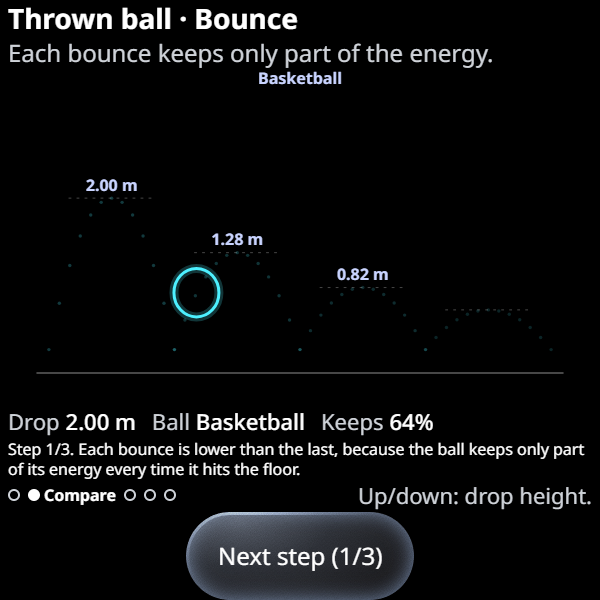 Thrown ball · Bounce
Each bounce keeps only part of the energy.
Basketball
2.00 m
1.28 m
0.82 m
Drop 2.00 m Ball Basketball Keeps 64%
Step 1/3. Each bounce is lower than the last, because the ball keeps only part
of its energy every time it hits the floor.
Compare
Up/down: drop height.
Next step (1/3)